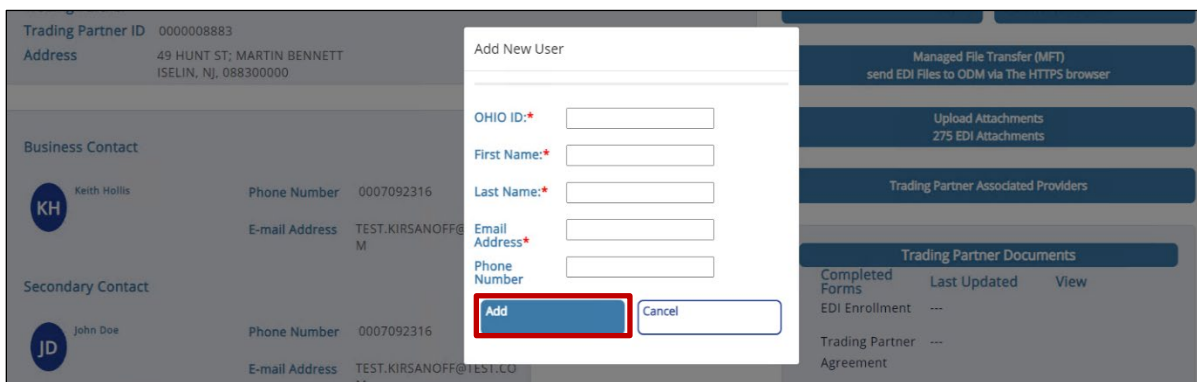 Trading Partner ID 0000008883
Address 49 HUNT ST; MARTIN BENNETT
ISELIN, NJ, 088300000
Business Contact
KH Keith Hollis
Phone Number 0007092316
E-mail Address TEST.KIRSANOFF@
M
Secondary Contact
JD John Doe
Phone Number 0007092316
E-mail Address TEST.KIRSANOFF@TEST.CO
Add New User
OHIO ID:*
First Name:*
Last Name:*
Email
Address*
Phone
Number
Add Cancel
Managed File Transfer (MFT)
send EDI Files to ODM via The HTTPS browser
Upload Attachments
275 EDI Attachments
Trading Partner Associated Providers
Trading Partner Documents
Completed
Forms Last Updated View
EDI Enrollment ---
Trading Partner ---
Agreement